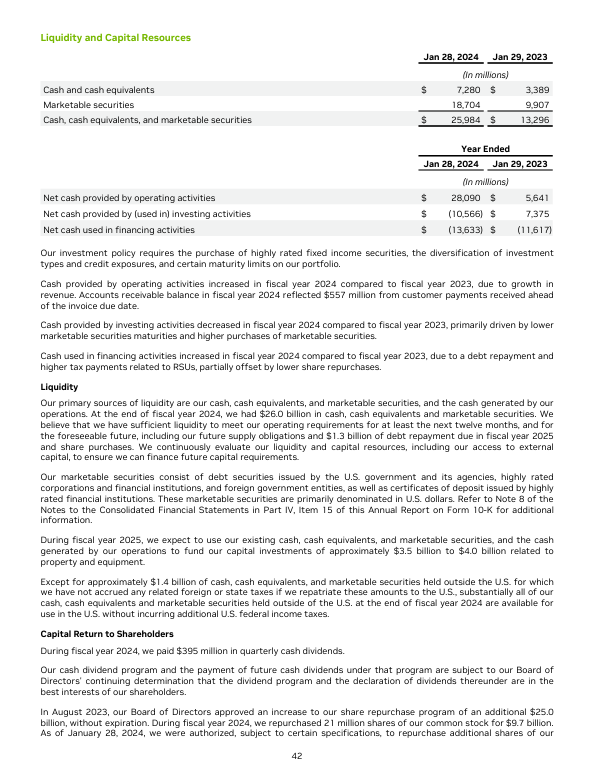 Liquidity and Capital Resources
Jan 28, 2024 Jan 29, 2023
(In millions)
Cash and cash equivalents $ 7,280 $ 3,389
Marketable securities 18,704 9,907
Cash, cash equivalents, and marketable securities $ 25,984 $ 13,296
Year Ended
Jan 28, 2024 Jan 29, 2023
(In millions)
Net cash provided by operating activities $ 28,090 $ 5,641
Net cash provided by (used in) investing activities $ (10,566) $ 7,375
Net cash used in financing activities $ (13,633) $ (11,617)
Our investment policy requires the purchase of highly rated fixed income securities, the diversification of investment
types and credit exposures, and certain maturity limits on our portfolio.
Cash provided by operating activities increased in fiscal year 2024 compared to fiscal year 2023, due to growth in
revenue. Accounts receivable balance in fiscal year 2024 reflected $557 million from customer payments received ahead
of the invoice due date.
Cash provided by investing activities decreased in fiscal year 2024 compared to fiscal year 2023, primarily driven by lower
marketable securities maturities and higher purchases of marketable securities.
Cash used in financing activities increased in fiscal year 2024 compared to fiscal year 2023, due to a debt repayment and
higher tax payments related to RSUs, partially offset by lower share repurchases.
Liquidity
Our primary sources of liquidity are our cash, cash equivalents, and marketable securities, and the cash generated by our
operations. At the end of fiscal year 2024, we had $26.0 billion in cash, cash equivalents and marketable securities. We
believe that we have sufficient liquidity to meet our operating requirements for at least the next twelve months, and for
the foreseeable future, including our future supply obligations and $1.3 billion of debt repayment due in fiscal year 2025
and share purchases. We continuously evaluate our liquidity and capital resources, including our access to external
capital, to ensure we can finance future capital requirements.
Our marketable securities consist of debt securities issued by the U.S. government and its agencies, highly rated
corporations and financial institutions, and foreign government entities, as well as certificates of deposit issued by highly
rated financial institutions. These marketable securities are primarily denominated in U.S. dollars. Refer to Note 8 of the
Notes to the Consolidated Financial Statements in Part IV, Item 15 of this Annual Report on Form 10-K for additional
information.
During fiscal year 2025, we expect to use our existing cash, cash equivalents, and marketable securities, and the cash
generated by our operations to fund our capital investments of approximately $3.5 billion to $4.0 billion related to
property and equipment.
Except for approximately $1.4 billion of cash, cash equivalents, and marketable securities held outside the U.S. for which
we have not accrued any related foreign or state taxes if we repatriate these amounts to the U.S., substantially all of our
cash, cash equivalents and marketable securities held outside of the U.S. at the end of fiscal year 2024 are available for
use in the U.S. without incurring additional U.S. federal income taxes.
Capital Return to Shareholders
During fiscal year 2024, we paid $395 million in quarterly cash dividends.
Our cash dividend program and the payment of future cash dividends under that program are subject to our Board of
Directors' continuing determination that the dividend program and the declaration of dividends thereunder are in the
best interests of our shareholders.
In August 2023, our Board of Directors approved an increase to our share repurchase program of an additional $25.0
billion, without expiration. During fiscal year 2024, we repurchased 21 million shares of our common stock for $9.7 billion.
As of January 28, 2024, we were authorized, subject to certain specifications, to repurchase additional shares of our
42